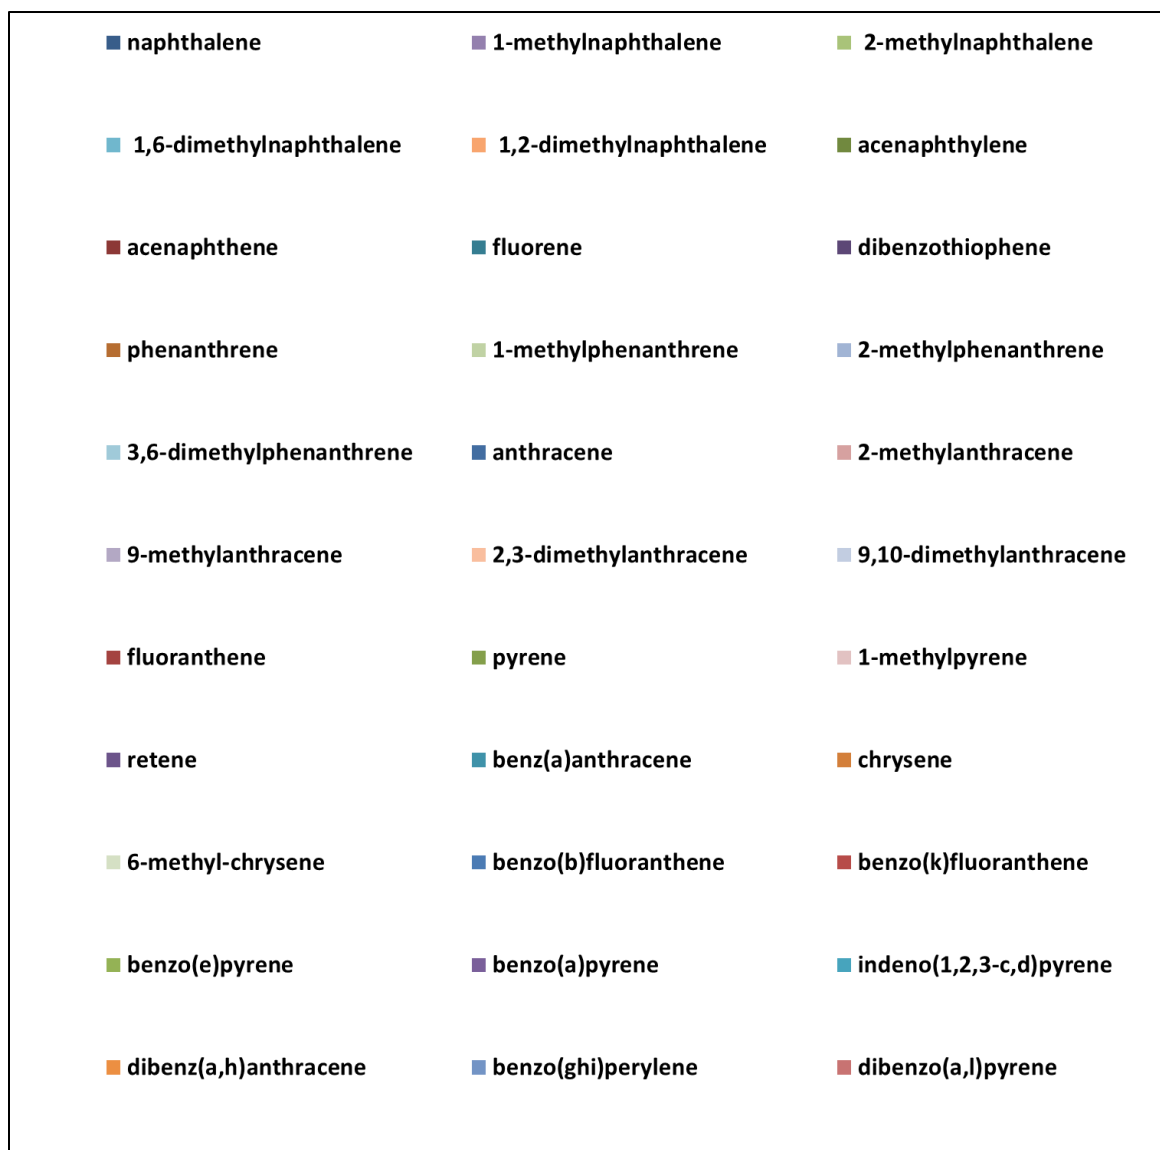 naphthalene 1-methylnaphthalene 2-methylnaphthalene
1,6-dimethylnaphthalene 1,2-dimethylnaphthalene acenaphthylene
acenaphthene fluorene dibenzothiophene
phenanthrene 1-methylphenanthrene 2-methylphenanthrene
3,6-dimethylphenanthrene anthracene 2-methylanthracene
9-methylanthracene 2,3-dimethylanthracene 9,10-dimethylanthracene
fluoranthene pyrene 1-methylpyrene
retene benz(a)anthracene chrysene
6-methyl-chrysene benzo(b)fluoranthene benzo(k)fluoranthene
benzo(e)pyrene benzo(a)pyrene indeno(1,2,3-c,d)pyrene
dibenz(a,h)anthracene benzo(ghi)perylene dibenzo(a,l)pyrene